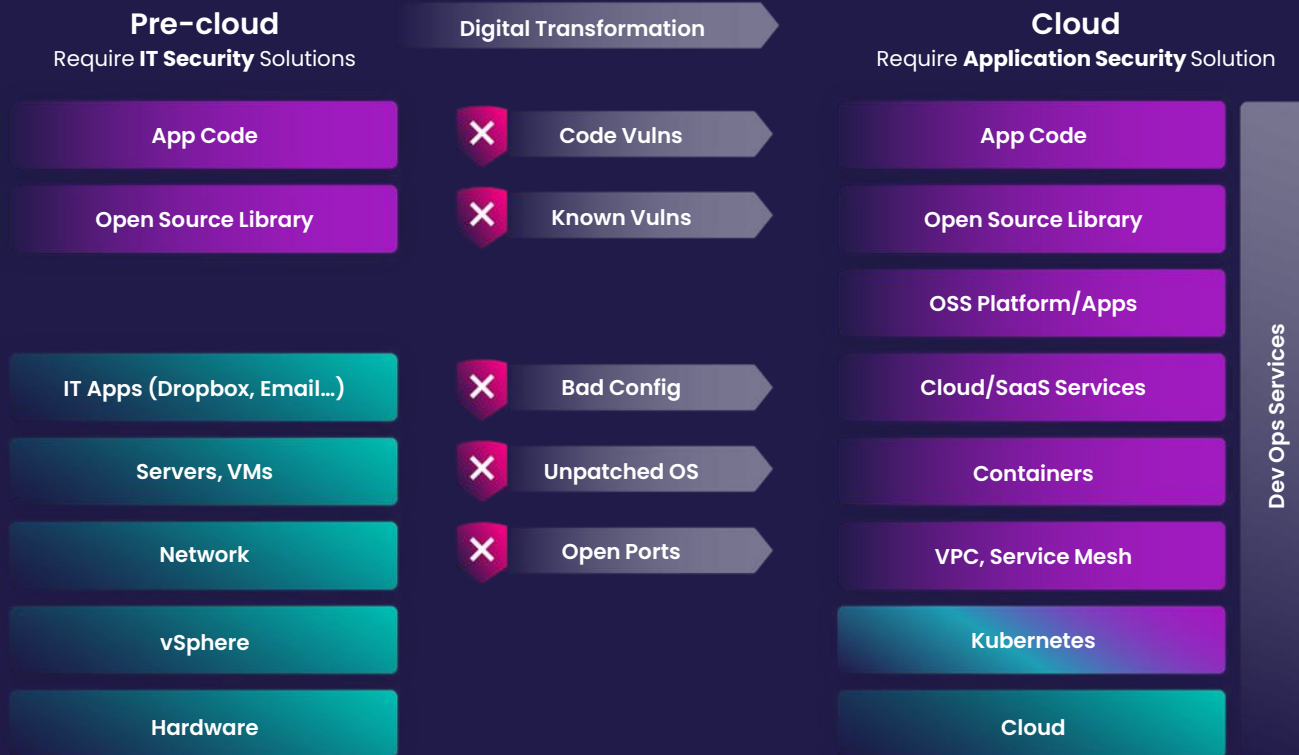 Pre-cloud
Require IT Security Solutions
Digital Transformation
Cloud
Require Application Security Solution
App Code
Code Vulns
App Code
Open Source Library
Known Vulns
Open Source Library
OSS Platform/Apps
IT Apps (Dropbox, Email...)
Bad Config
Cloud/SaaS Services
Servers, VMs
Unpatched OS
Containers
Network
Open Ports
VPC, Service Mesh
vSphere
Kubernetes
Hardware
Cloud
Dev Ops Services